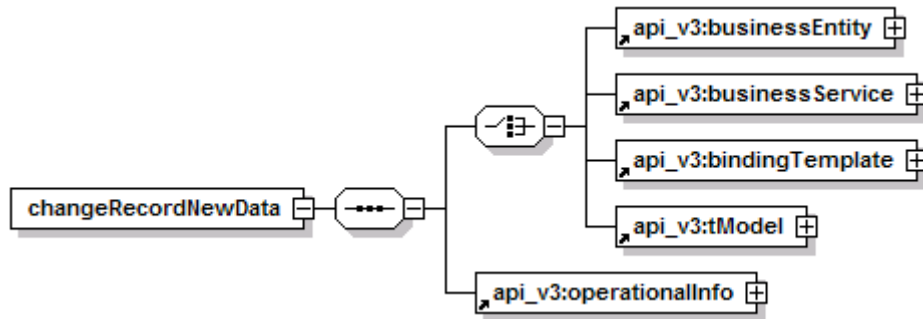 api_v3:businessEntity
api_v3:businessService
api_v3:bindingTemplate
changeRecordNewData
api_v3:tModel
api_v3:operationalInfo